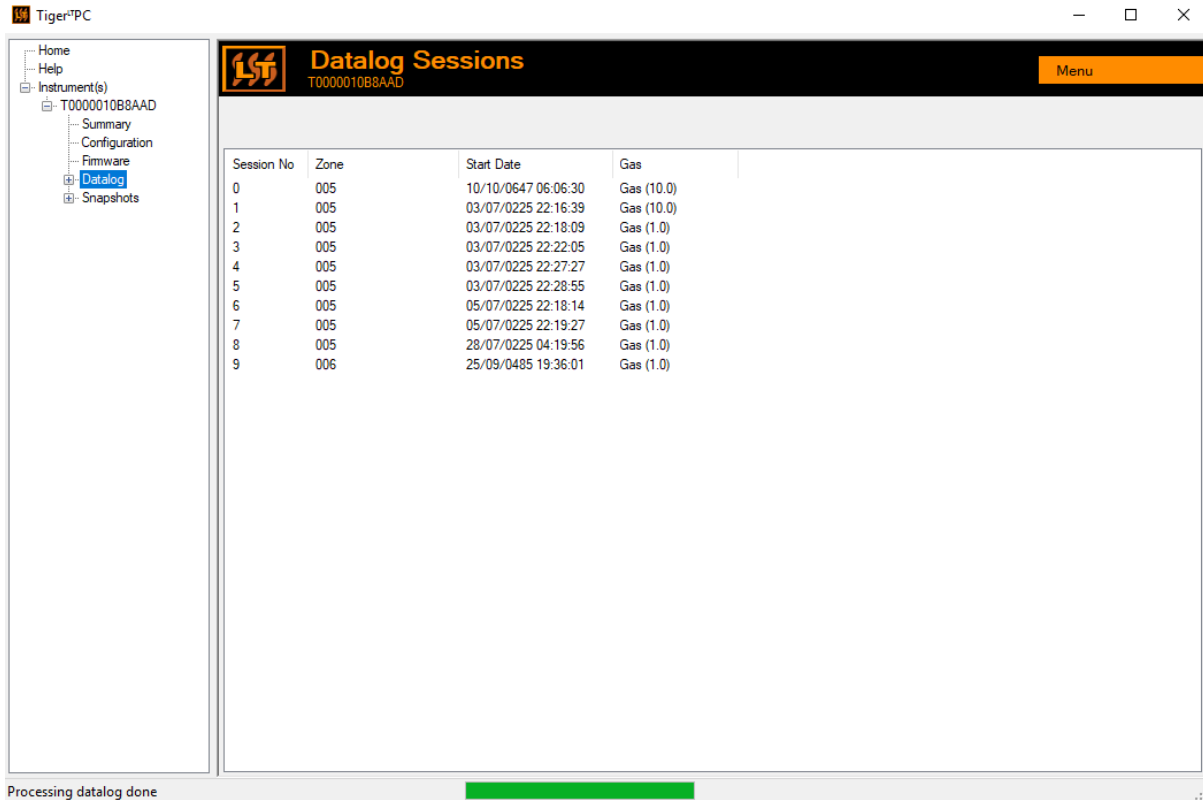 TigerᴸᵀPC
Home
Help
Instrument(s)
T0000010B8AAD
Summary
Configuration
Firmware
Datalog
Snapshots
Datalog Sessions
T0000010B8AAD
Menu
Session No Zone Start Date Gas
0 005 10/10/0647 06:06:30 Gas (10.0)
1 005 03/07/0225 22:16:39 Gas (10.0)
2 005 03/07/0225 22:18:09 Gas (1.0)
3 005 03/07/0225 22:22:05 Gas (1.0)
4 005 03/07/0225 22:27:27 Gas (1.0)
5 005 03/07/0225 22:28:55 Gas (1.0)
6 005 05/07/0225 22:18:14 Gas (1.0)
7 005 05/07/0225 22:19:27 Gas (1.0)
8 005 28/07/0225 04:19:56 Gas (1.0)
9 006 25/09/0485 19:36:01 Gas (1.0)
Processing datalog done